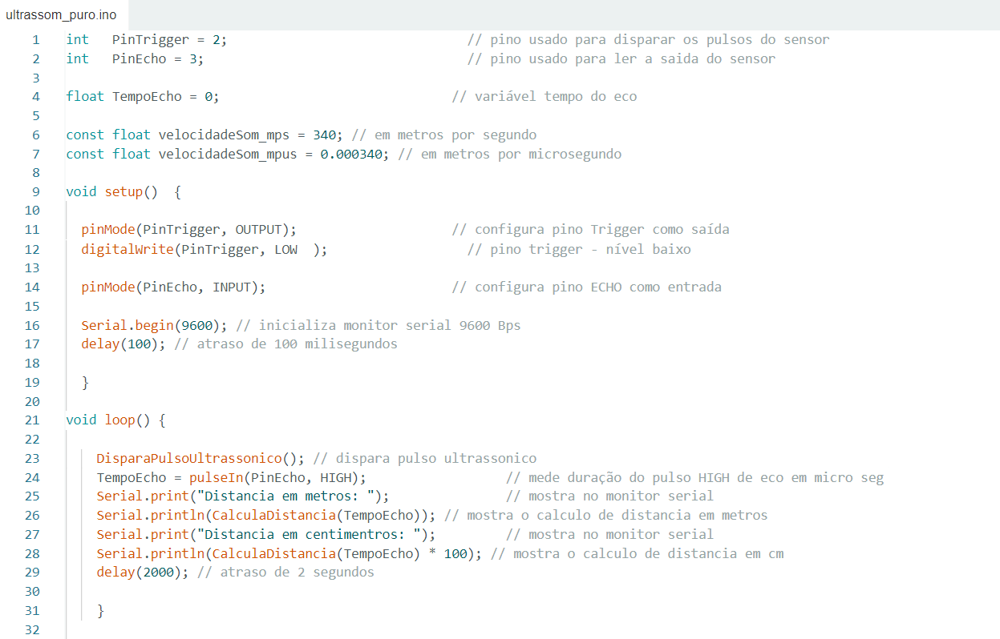 ultrassom_puro.ino
1 int   PinTrigger = 2; // pino usado para disparar os pulsos do sensor
2 int   PinEcho = 3; // pino usado para ler a saida do sensor
3
4 float TempoEcho = 0; // variável tempo do eco
5
6 const float velocidadeSom_mps = 340; // em metros por segundo
7 const float velocidadeSom_mpus = 0.000340; // em metros por microsegundo
8
9 void setup()  {
10
11 pinMode(PinTrigger, OUTPUT); // configura pino Trigger como saída
12 digitalWrite(PinTrigger, LOW  ); // pino trigger - nível baixo
13
14 pinMode(PinEcho, INPUT); // configura pino ECHO como entrada
15
16 Serial.begin(9600); // inicializa monitor serial 9600 Bps
17 delay(100); // atraso de 100 milisegundos
18
19 }
20
21 void loop() {
22
23 DisparaPulsoUltrassonico(); // dispara pulso ultrassonico
24 TempoEcho = pulseIn(PinEcho, HIGH); // mede duração do pulso HIGH de eco em micro seg
25 Serial.print("Distancia em metros: "); // mostra no monitor serial
26 Serial.println(CalculaDistancia(TempoEcho)); // mostra o calculo de distancia em metros
27 Serial.print("Distancia em centimentros: "); // mostra no monitor serial
28 Serial.println(CalculaDistancia(TempoEcho) * 100); // mostra o calculo de distancia em cm
29 delay(2000); // atraso de 2 segundos
30
31 }
32